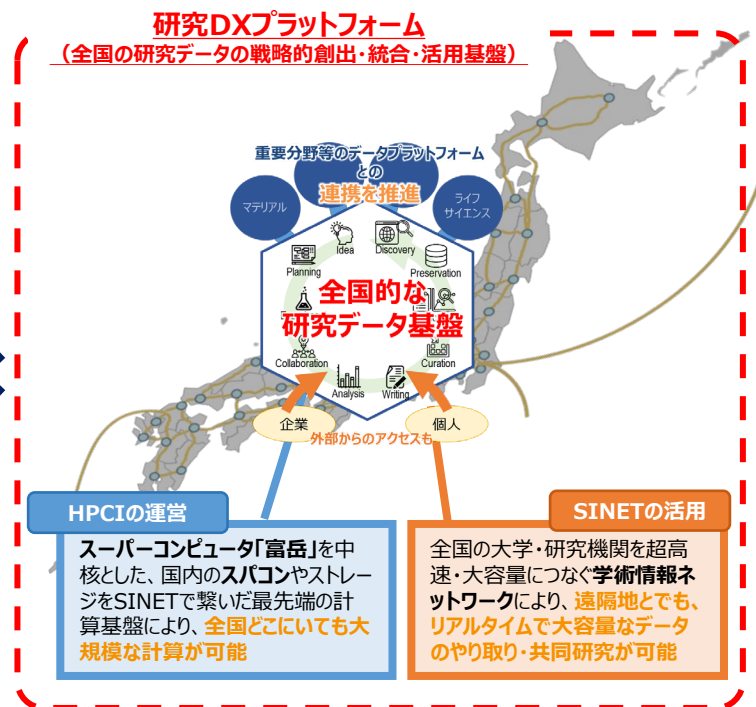 研究DXプラットフォーム
（全国の研究データの戦略的創出・統合・活用基盤）
重要分野等のデータプラットフォーム
との
連携を推進
マテリアル
ライフ
サイエンス
Idea
Discovery
Planning
Preservation
全国的な
研究データ基盤
Collaboration
Curation
Analysis
Writing
企業
個人
外部からのアクセスも
HPCIの運営
スーパーコンピュータ「富岳」を中
核とした、国内のスパコンやストレー
ジをSINETで繋いだ最先端の計
算基盤により、全国どこにいても大
規模な計算が可能
SINETの活用
全国の大学・研究機関を超高
速・大容量につなぐ学術情報ネ
ットワークにより、遠隔地とでも、
リアルタイムで大容量なデータ
のやり取り・共同研究が可能